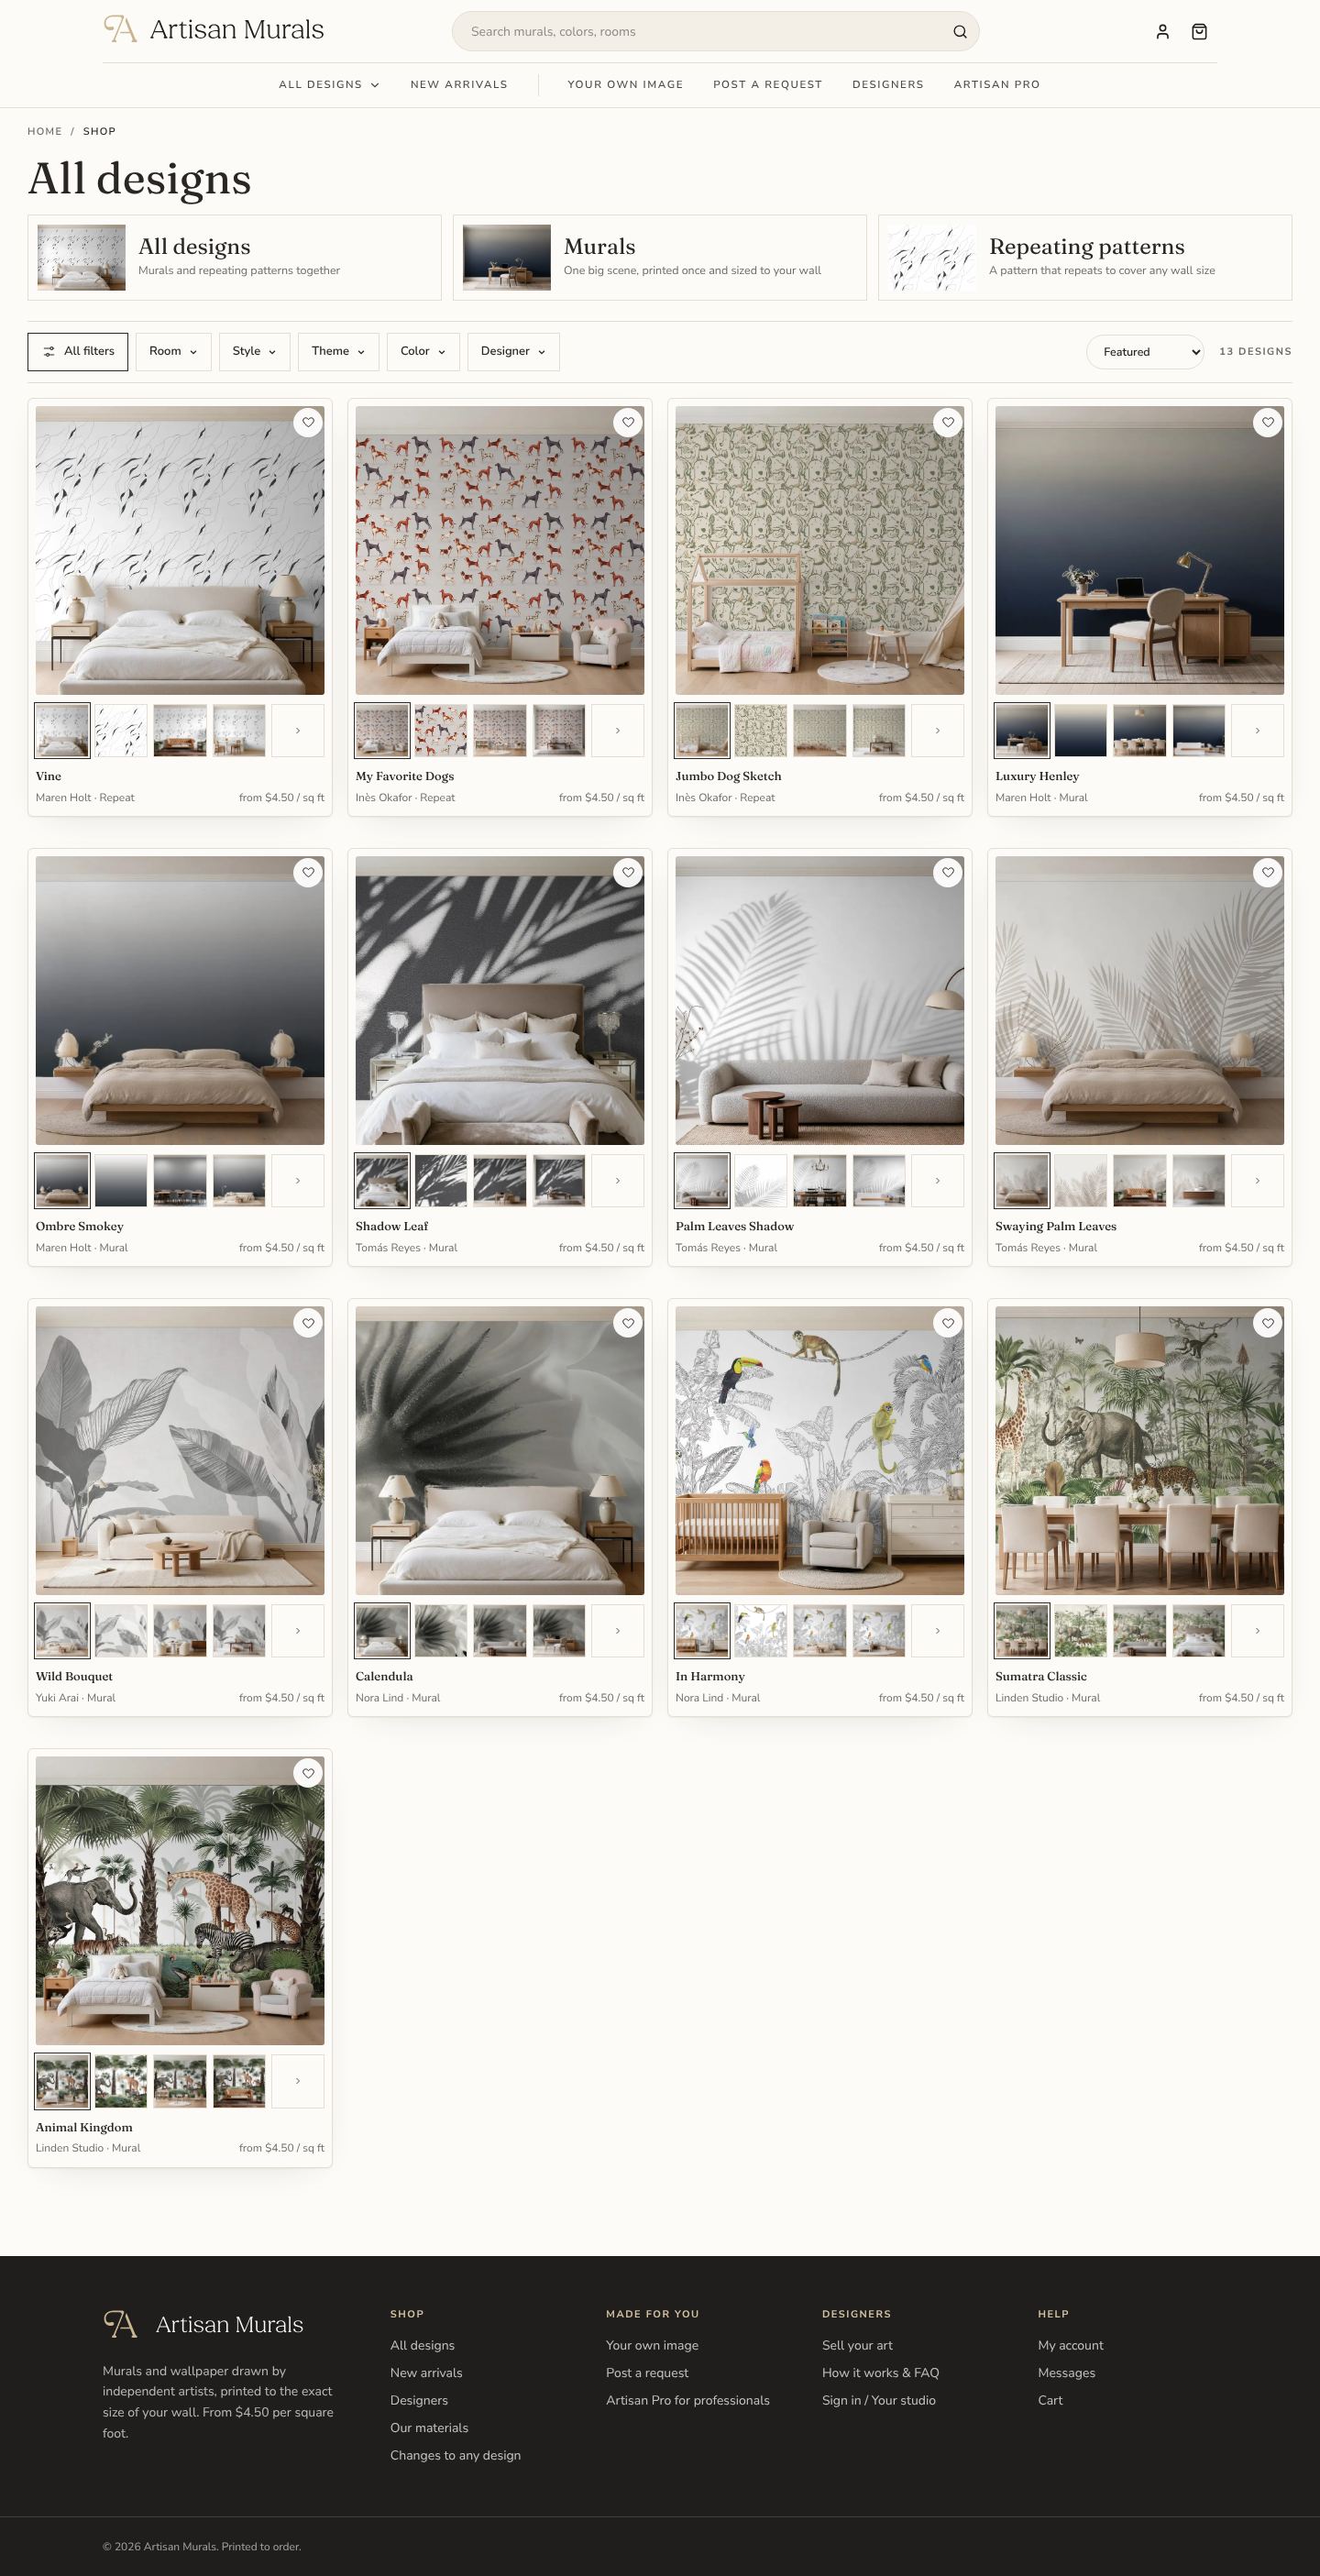 Artisan Murals
Search murals, colors, rooms
ALL DESIGNS
NEW ARRIVALS
YOUR OWN IMAGE
POST A REQUEST
DESIGNERS
ARTISAN PRO
HOME / SHOP
All designs
All designs
Murals and repeating patterns together
Murals
One big scene, printed once and sized to your wall
Repeating patterns
A pattern that repeats to cover any wall size
All filters
Room
Style
Theme
Color
Designer
Featured
13 DESIGNS
Vine
Maren Holt · Repeat
from $4.50 / sq ft
My Favorite Dogs
Inès Okafor · Repeat
from $4.50 / sq ft
Jumbo Dog Sketch
Inès Okafor · Repeat
from $4.50 / sq ft
Luxury Henley
Maren Holt · Mural
from $4.50 / sq ft
Ombre Smokey
Maren Holt · Mural
from $4.50 / sq ft
Shadow Leaf
Tomás Reyes · Mural
from $4.50 / sq ft
Palm Leaves Shadow
Tomás Reyes · Mural
from $4.50 / sq ft
Swaying Palm Leaves
Tomás Reyes · Mural
from $4.50 / sq ft
Wild Bouquet
Yuki Arai · Mural
from $4.50 / sq ft
Calendula
Nora Lind · Mural
from $4.50 / sq ft
In Harmony
Nora Lind · Mural
from $4.50 / sq ft
Sumatra Classic
Linden Studio · Mural
from $4.50 / sq ft
Animal Kingdom
Linden Studio · Mural
from $4.50 / sq ft
Artisan Murals
Murals and wallpaper drawn by
independent artists, printed to the exact
size of your wall. From $4.50 per square
foot.
SHOP
All designs
New arrivals
Designers
Our materials
Changes to any design
MADE FOR YOU
Your own image
Post a request
Artisan Pro for professionals
DESIGNERS
Sell your art
How it works & FAQ
Sign in / Your studio
HELP
My account
Messages
Cart
© 2026 Artisan Murals. Printed to order.